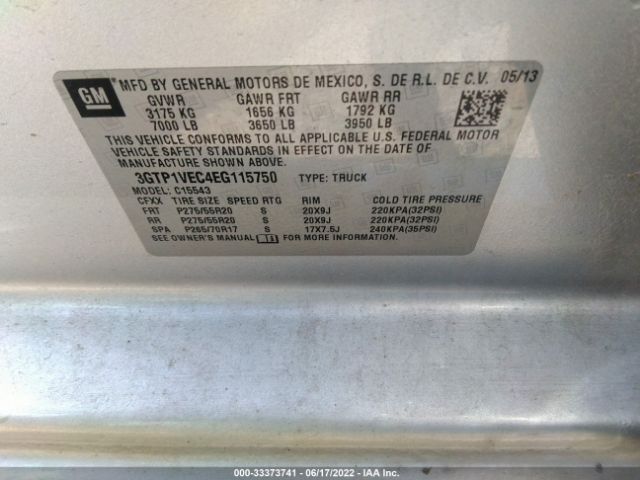 GM
MFD BY GENERAL MOTORS DE MEXICO, S. DE R.L. DE C.V. 05/13
GVWR GAWR FRT GAWR RR
3175 KG 1656 KG 1792 KG
7000 LB 3650 LB 3950 LB
THIS VEHICLE CONFORMS TO ALL APPLICABLE U.S. FEDERAL MOTOR
VEHICLE SAFETY STANDARDS IN EFFECT ON THE DATE OF
MANUFACTURE SHOWN ABOVE.
3GTP1VEC4EG115750 TYPE: TRUCK
MODEL: C15543
CFXX TIRE SIZE SPEED RTG RIM COLD TIRE PRESSURE
FRT P275/55R20 S 20X9J 220KPA(32PSI)
RR P275/55R20 S 20X9J 220KPA(32PSI)
SPA P265/70R17 S 17X7.5J 240KPA(35PSI)
SEE OWNER'S MANUAL FOR MORE INFORMATION.
000-33373741 - 06/17/2022 - IAA Inc.